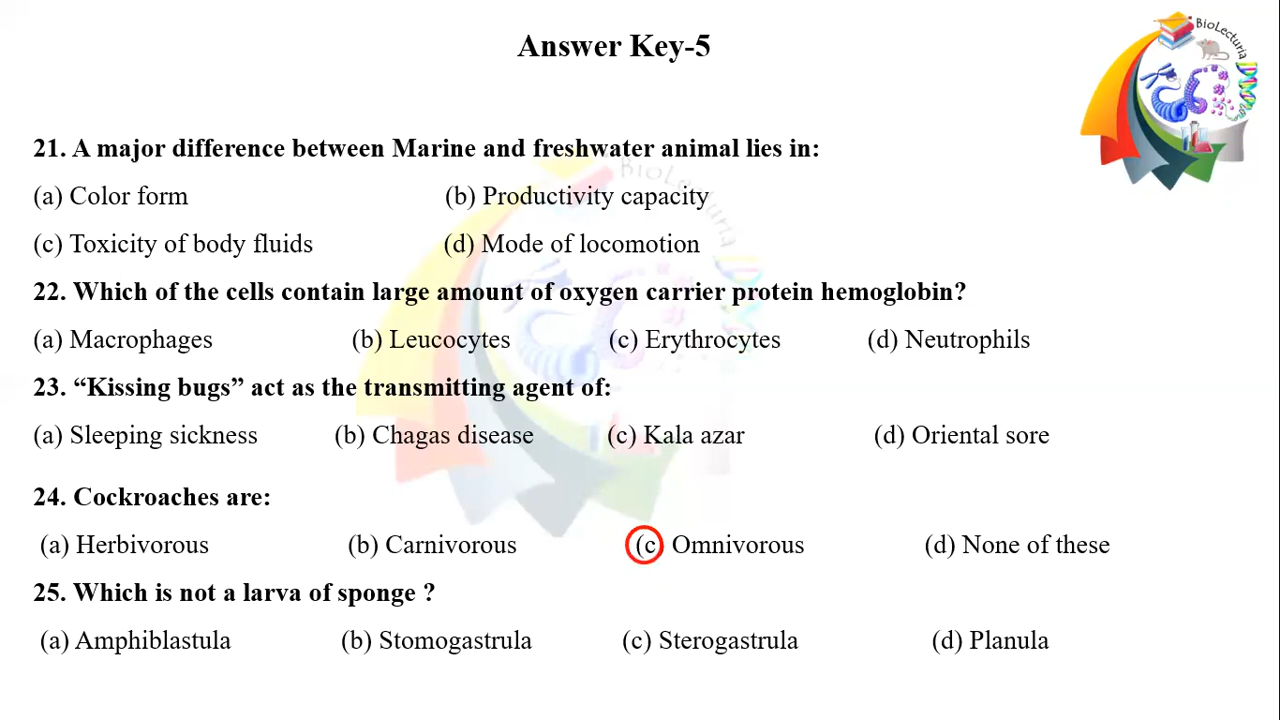 Answer Key-5
BioLecturia
21. A major difference between Marine and freshwater animal lies in:
(a) Color form (b) Productivity capacity
(c) Toxicity of body fluids (d) Mode of locomotion
22. Which of the cells contain large amount of oxygen carrier protein hemoglobin?
(a) Macrophages (b) Leucocytes (c) Erythrocytes (d) Neutrophils
23. “Kissing bugs” act as the transmitting agent of:
(a) Sleeping sickness (b) Chagas disease (c) Kala azar (d) Oriental sore
24. Cockroaches are:
(a) Herbivorous (b) Carnivorous (c) Omnivorous (d) None of these
25. Which is not a larva of sponge ?
(a) Amphiblastula (b) Stomogastrula (c) Sterogastrula (d) Planula